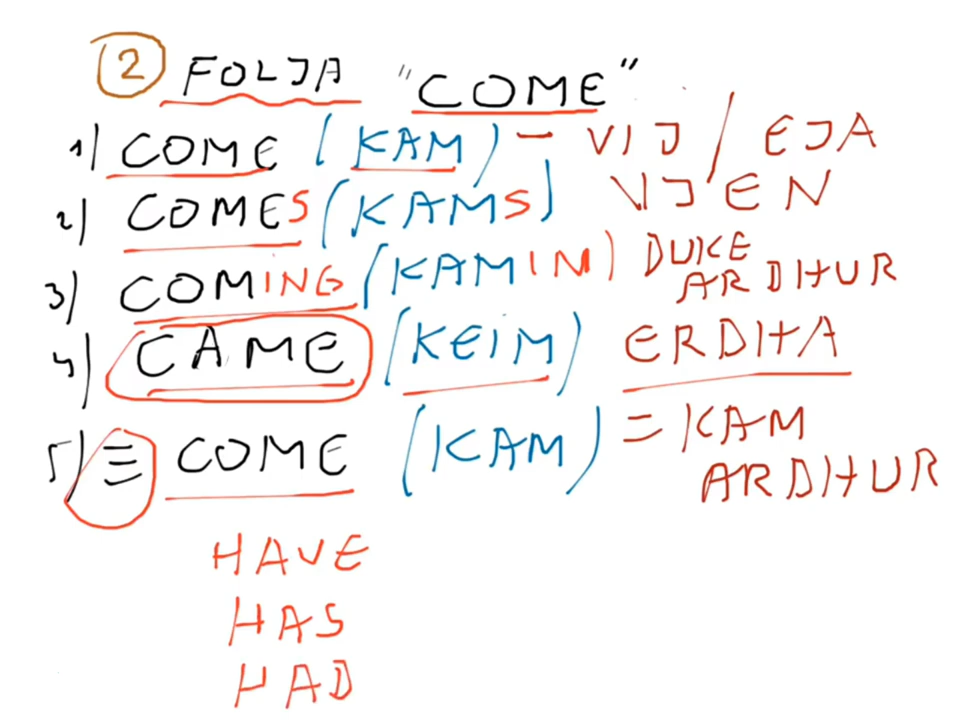 2 FOLJA "COME"
1) COME (KAM) - VIJ / EJA
2) COMES (KAMS) VJEN
3) COMING (KAMIN) DUKE ARDHUR
4) CAME (KEIM) ERDHA
5) ≡ COME (KAM) = KAM ARDHUR
HAVE
HAS
HAD